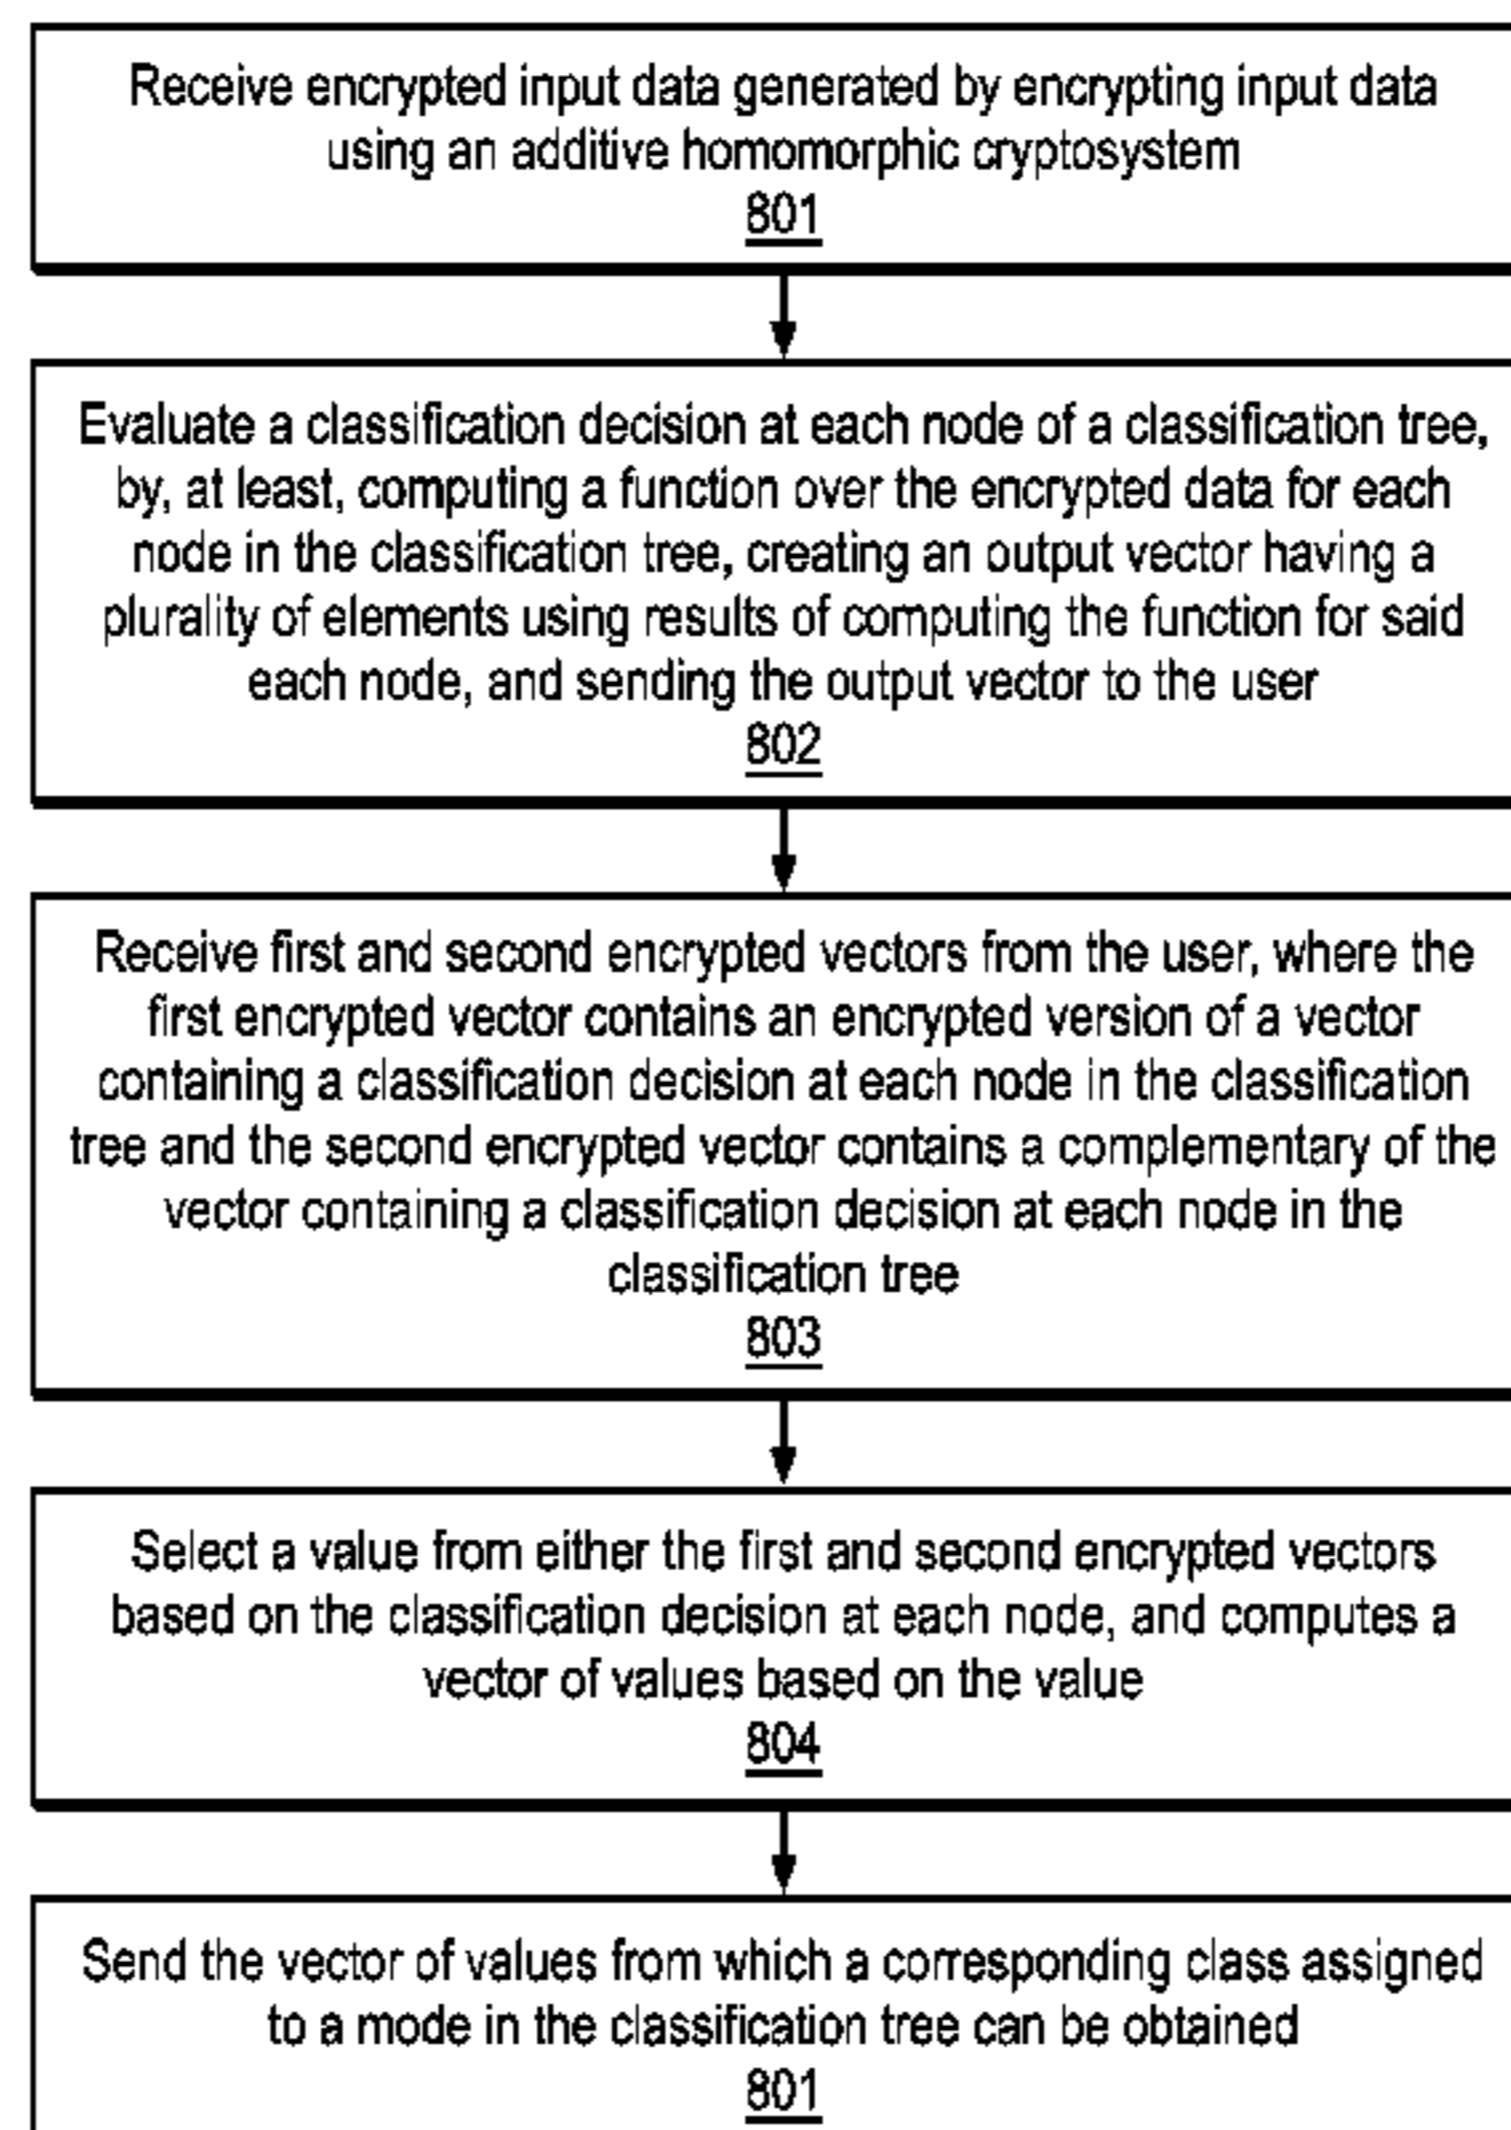 Receive encrypted input data generated by encrypting input data
using an additive homomorphic cryptosystem
801
Evaluate a classification decision at each node of a classification tree,
by, at least, computing a function over the encrypted data for each
node in the classification tree, creating an output vector having a
plurality of elements using results of computing the function for said
each node, and sending the output vector to the user
802
Receive first and second encrypted vectors from the user, where the
first encrypted vector contains an encrypted version of a vector
containing a classification decision at each node in the classification
tree and the second encrypted vector contains a complementary of the
vector containing a classification decision at each node in the
classification tree
803
Select a value from either the first and second encrypted vectors
based on the classification decision at each node, and computes a
vector of values based on the value
804
Send the vector of values from which a corresponding class assigned
to a mode in the classification tree can be obtained
801